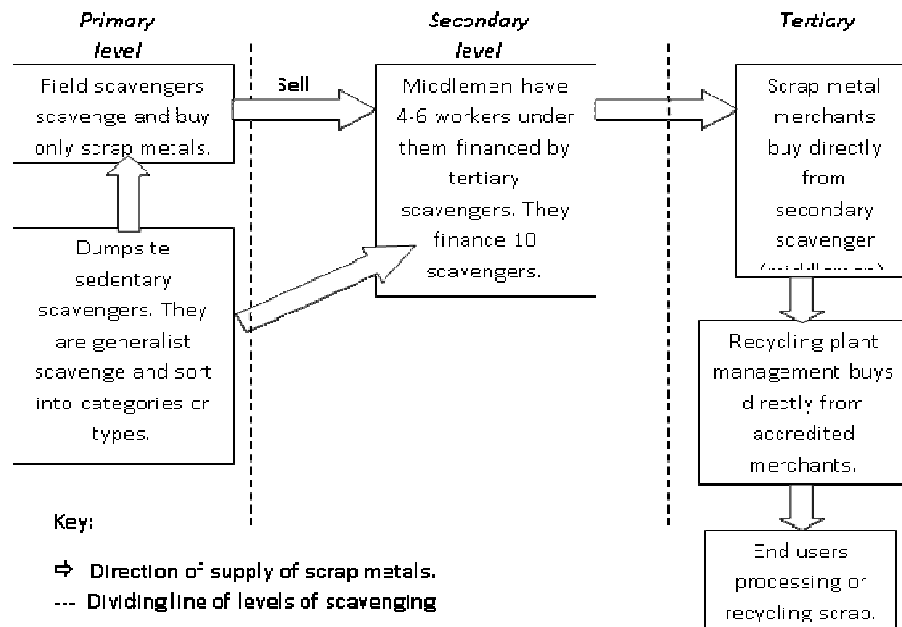 Primary
level
Secondary
level
Tertiary
Field scavengers
scavenge and buy
only scrap metals.
Sell
Middlemen have
4-6 workers under
them financed by
tertiary
scavengers. They
finance 10
scavengers.
Scrap metal
merchants
buy directly
from
secondary
scavenger
Dumpsite
sedentary
scavengers. They
are generalist
scavenge and sort
into categories or
types.
Recycling plant
management buys
directly from
accredited
merchants.
End users
processing or
recycling scrap.
Key:
⇨ Direction of supply of scrap metals.
--- Dividing line of levels of scavenging